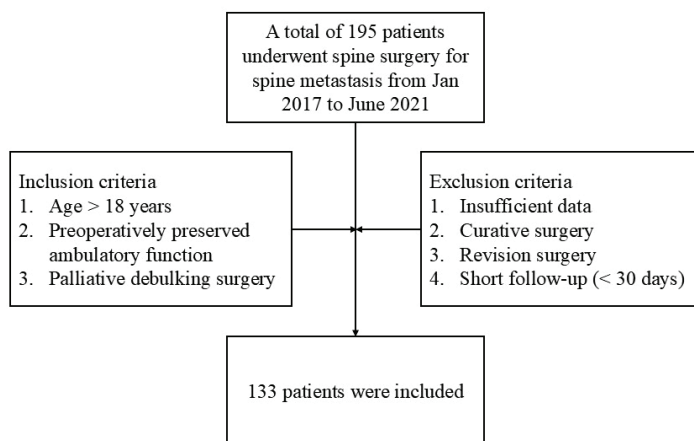 A total of 195 patients
underwent spine surgery for
spine metastasis from Jan
2017 to June 2021
Inclusion criteria
1. Age > 18 years
2. Preoperatively preserved
ambulatory function
3. Palliative debulking surgery
Exclusion criteria
1. Insufficient data
2. Curative surgery
3. Revision surgery
4. Short follow-up (< 30 days)
133 patients were included